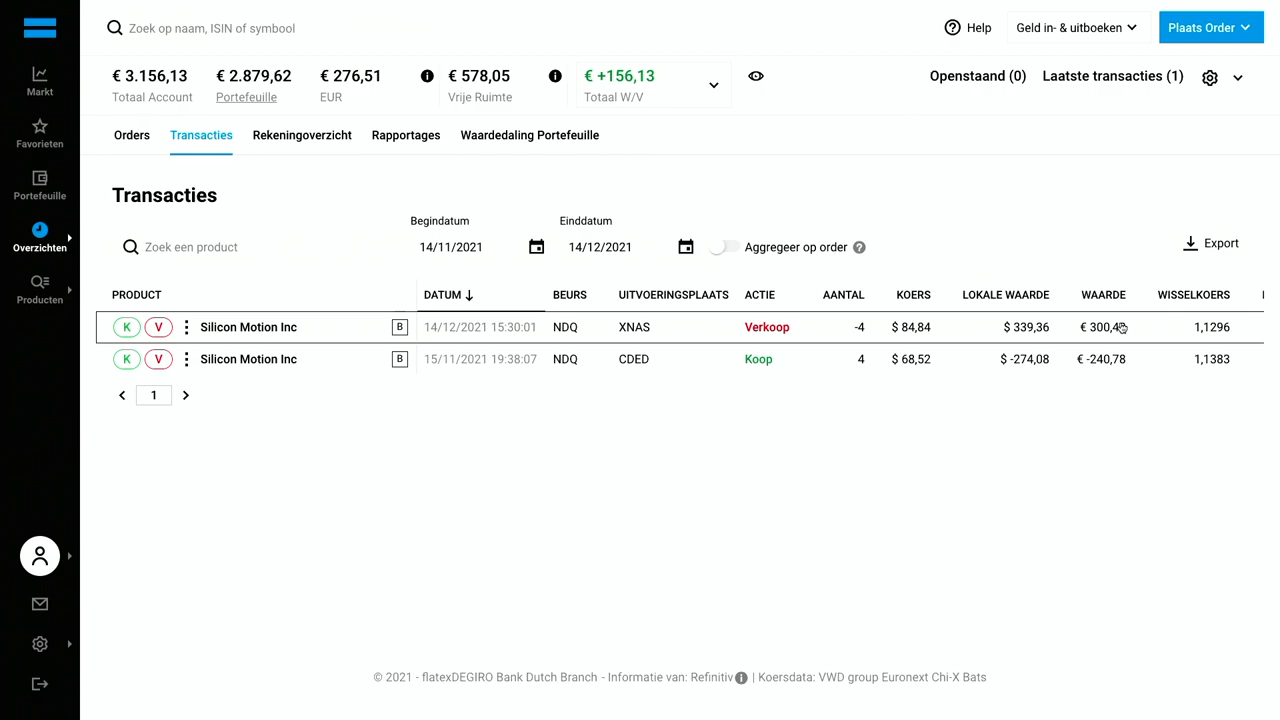 Zoek op naam, ISIN of symbool
Help
Geld in- & uitboeken
Plaats Order
€ 3.156,13
€ 2.879,62
€ 276,51
€ 578,05
€ +156,13
Totaal Account
Portefeuille
EUR
Vrije Ruimte
Totaal W/V
Openstaand (0)
Laatste transacties (1)
Markt
Favorieten
Portefeuille
Overzichten
Producten
Orders
Transacties
Rekeningoverzicht
Rapportages
Waardedaling Portefeuille
Transacties
Begindatum
Einddatum
Zoek een product
14/11/2021
14/12/2021
Aggregeer op order
Export
PRODUCT DATUM BEURS UITVOERINGSPLAATS ACTIE AANTAL KOERS LOKALE WAARDE WAARDE WISSELKOERS
K V Silicon Motion Inc B 14/12/2021 15:30:01 NDQ XNAS Verkoop -4 $ 84,84 $ 339,36 1,1296
K V Silicon Motion Inc B 15/11/2021 19:38:07 NDQ CDED Koop 4 $ 68,52 $ -274,08 € -240,78 1,1383
1
© 2021 - flatexDEGIRO Bank Dutch Branch - Informatie van: Refinitiv | Koersdata: VWD group Euronext Chi-X Bats